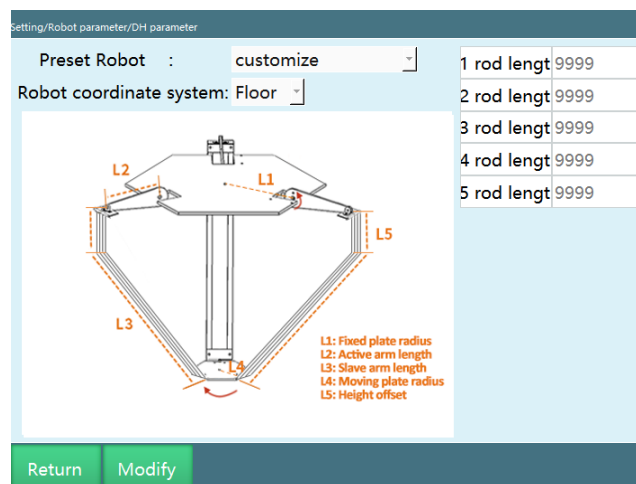 Setting/Robot parameter/DH parameter
Preset Robot : customize
Robot coordinate system: Floor
1 rod lengt 9999
2 rod lengt 9999
3 rod lengt 9999
4 rod lengt 9999
5 rod lengt 9999
L2
L1
L5
L3
L4
L1: Fixed plate radius
L2: Active arm length
L3: Slave arm length
L4: Moving plate radius
L5: Height offset
Return Modify